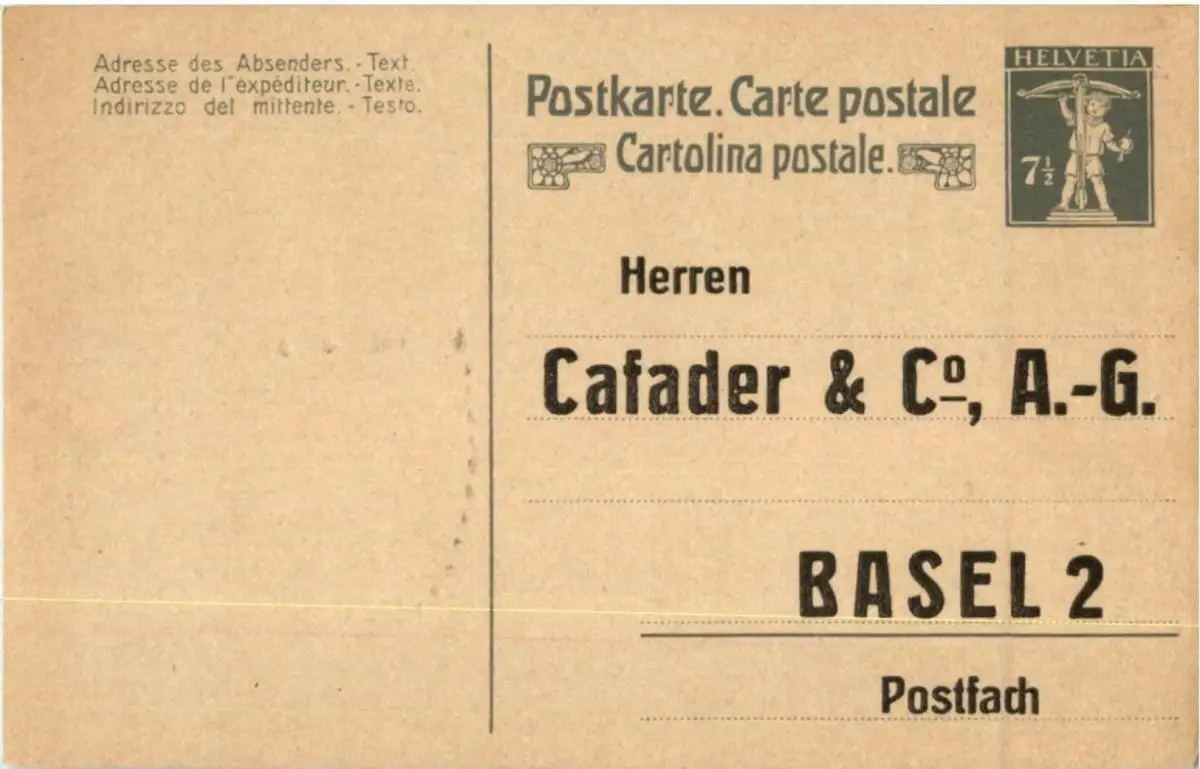 Adresse des Absenders. - Text.
Adresse de l'expéditeur. - Texte.
Indirizzo del mittente. - Testo.
Postkarte. Carte postale
Cartolina postale.
HELVETIA
7½
Herren
Cafader & Cº, A.-G.
BASEL 2
Postfach